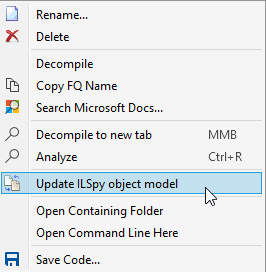 Rename...
Delete
Decompile
Copy FQ Name
Search Microsoft Docs...
Decompile to new tab MMB
Analyze Ctrl+R
Update ILSpy object model
Open Containing Folder
Open Command Line Here
Save Code...